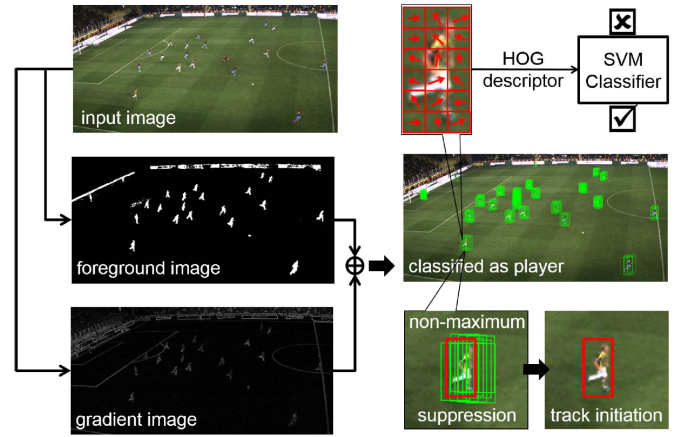 input image
foreground image
gradient image
HOG
descriptor
SVM
Classifier
classified as player
non-maximum
suppression
track initiation